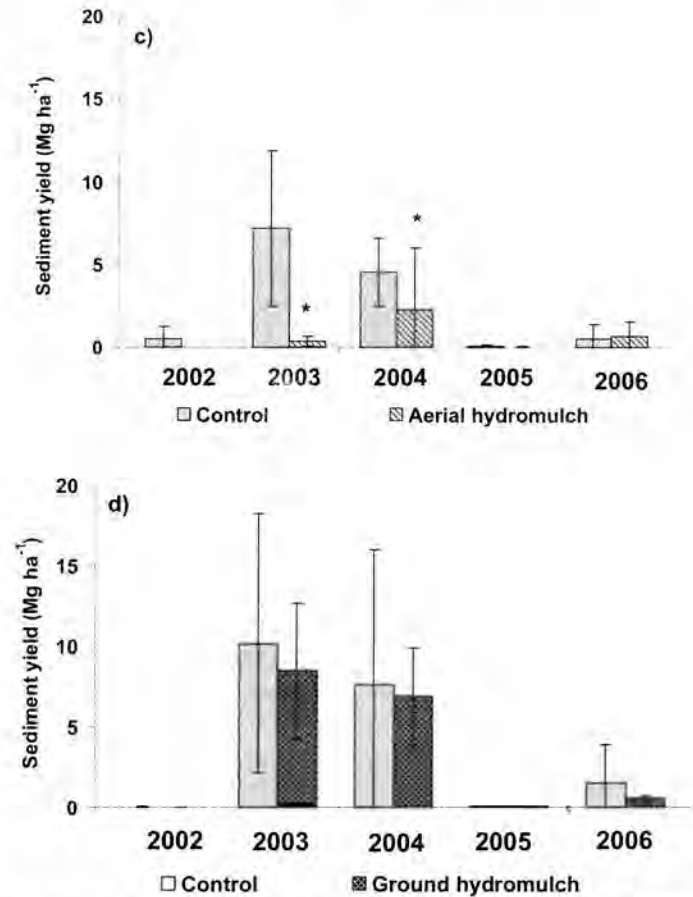 c)
Sediment yield (Mg ha⁻¹)
20
15
10
5
0
*
*
2002 2003 2004 2005 2006
Control Aerial hydromulch
d)
Sediment yield (Mg ha⁻¹)
20
15
10
5
0
2002 2003 2004 2005 2006
Control Ground hydromulch